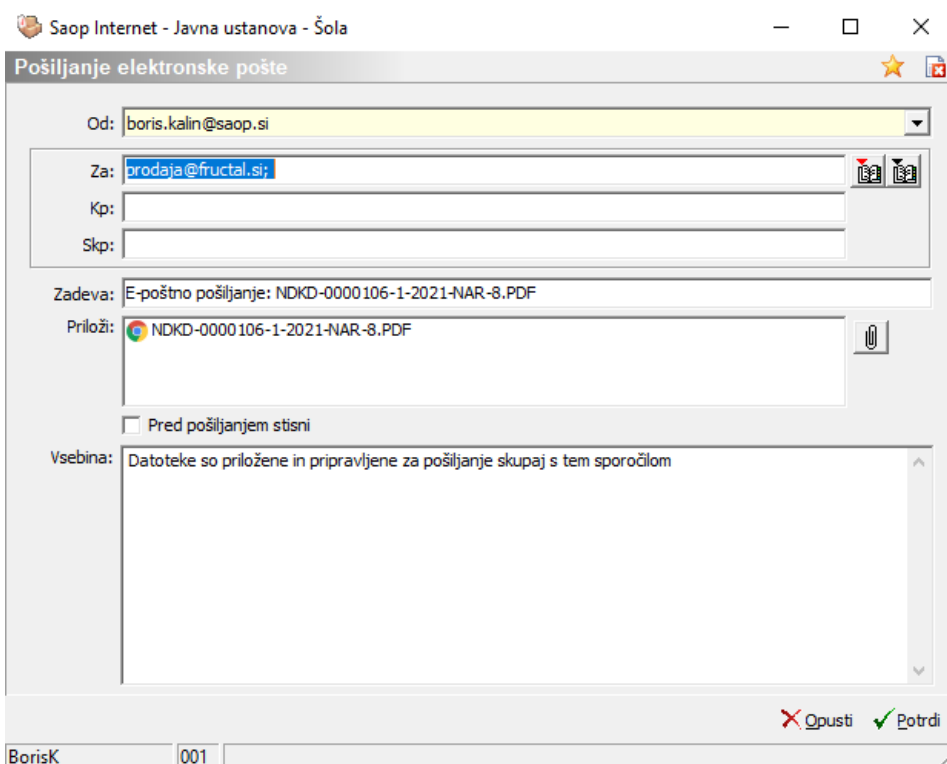 Saop Internet - Javna ustanova - Šola
Pošiljanje elektronske pošte
Od: boris.kalin@saop.si
Za: prodaja@fructal.si;
Kp:
Skp:
Zadeva: E-poštno pošiljanje: NDKD-0000106-1-2021-NAR-8.PDF
Priloži: NDKD-0000106-1-2021-NAR-8.PDF
Pred pošiljanjem stisni
Vsebina: Datoteke so priložene in pripravljene za pošiljanje skupaj s tem sporočilom
Opusti Potrdi
BorisK 001